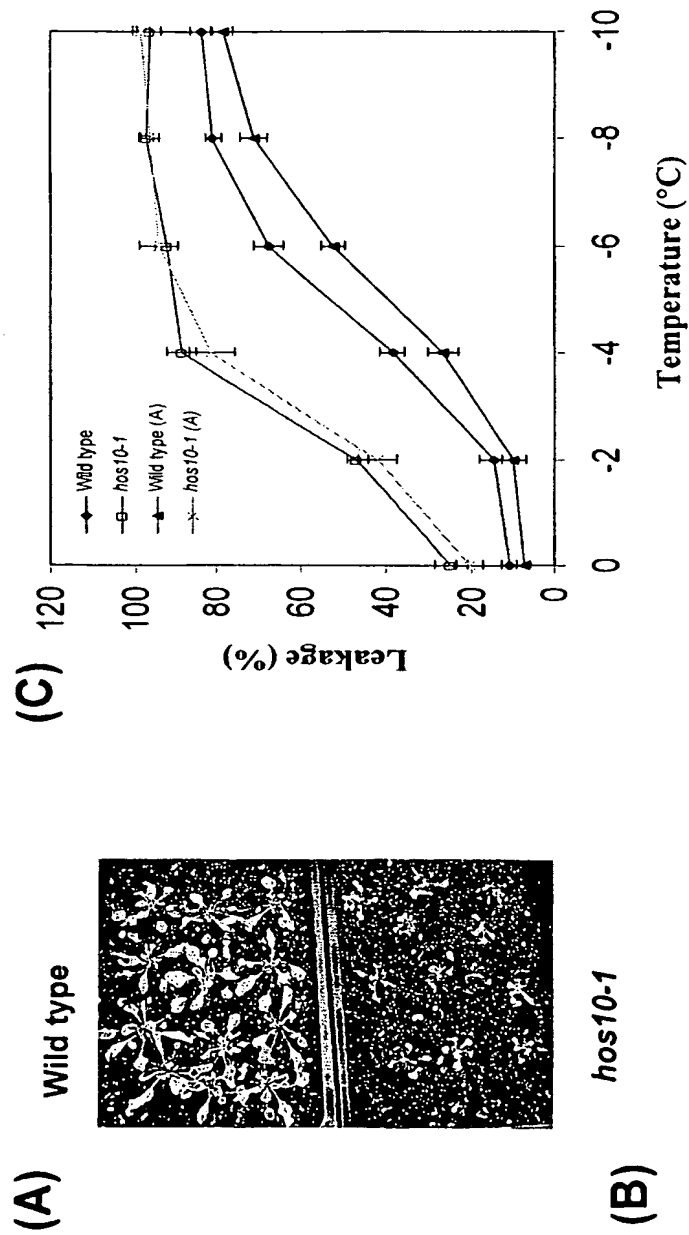 (A)
Wild type
hos10-1
(B)
(C)
Leakage (%)
120
100
80
60
40
20
0
Wild type
hos10-1
Wild type (A)
hos10-1 (A)
0
-2
-4
-6
-8
-10
Temperature (°C)